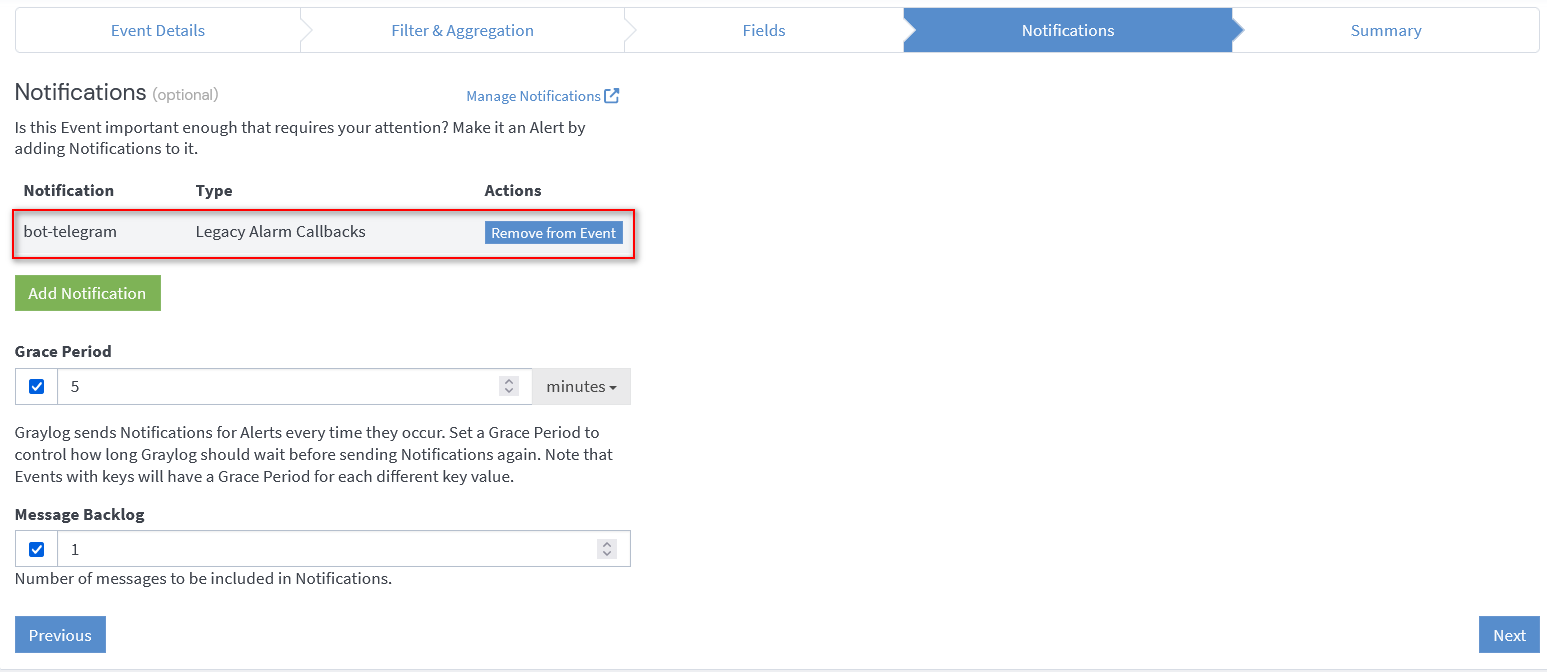 Event Details
Filter & Aggregation
Fields
Notifications
Summary
Notifications (optional)
Manage Notifications
Is this Event important enough that requires your attention? Make it an Alert by
adding Notifications to it.
Notification Type Actions
bot-telegram Legacy Alarm Callbacks Remove from Event
Add Notification
Grace Period
5 minutes
Graylog sends Notifications for Alerts every time they occur. Set a Grace Period to
control how long Graylog should wait before sending Notifications again. Note that
Events with keys will have a Grace Period for each different key value.
Message Backlog
1
Number of messages to be included in Notifications.
Previous
Next